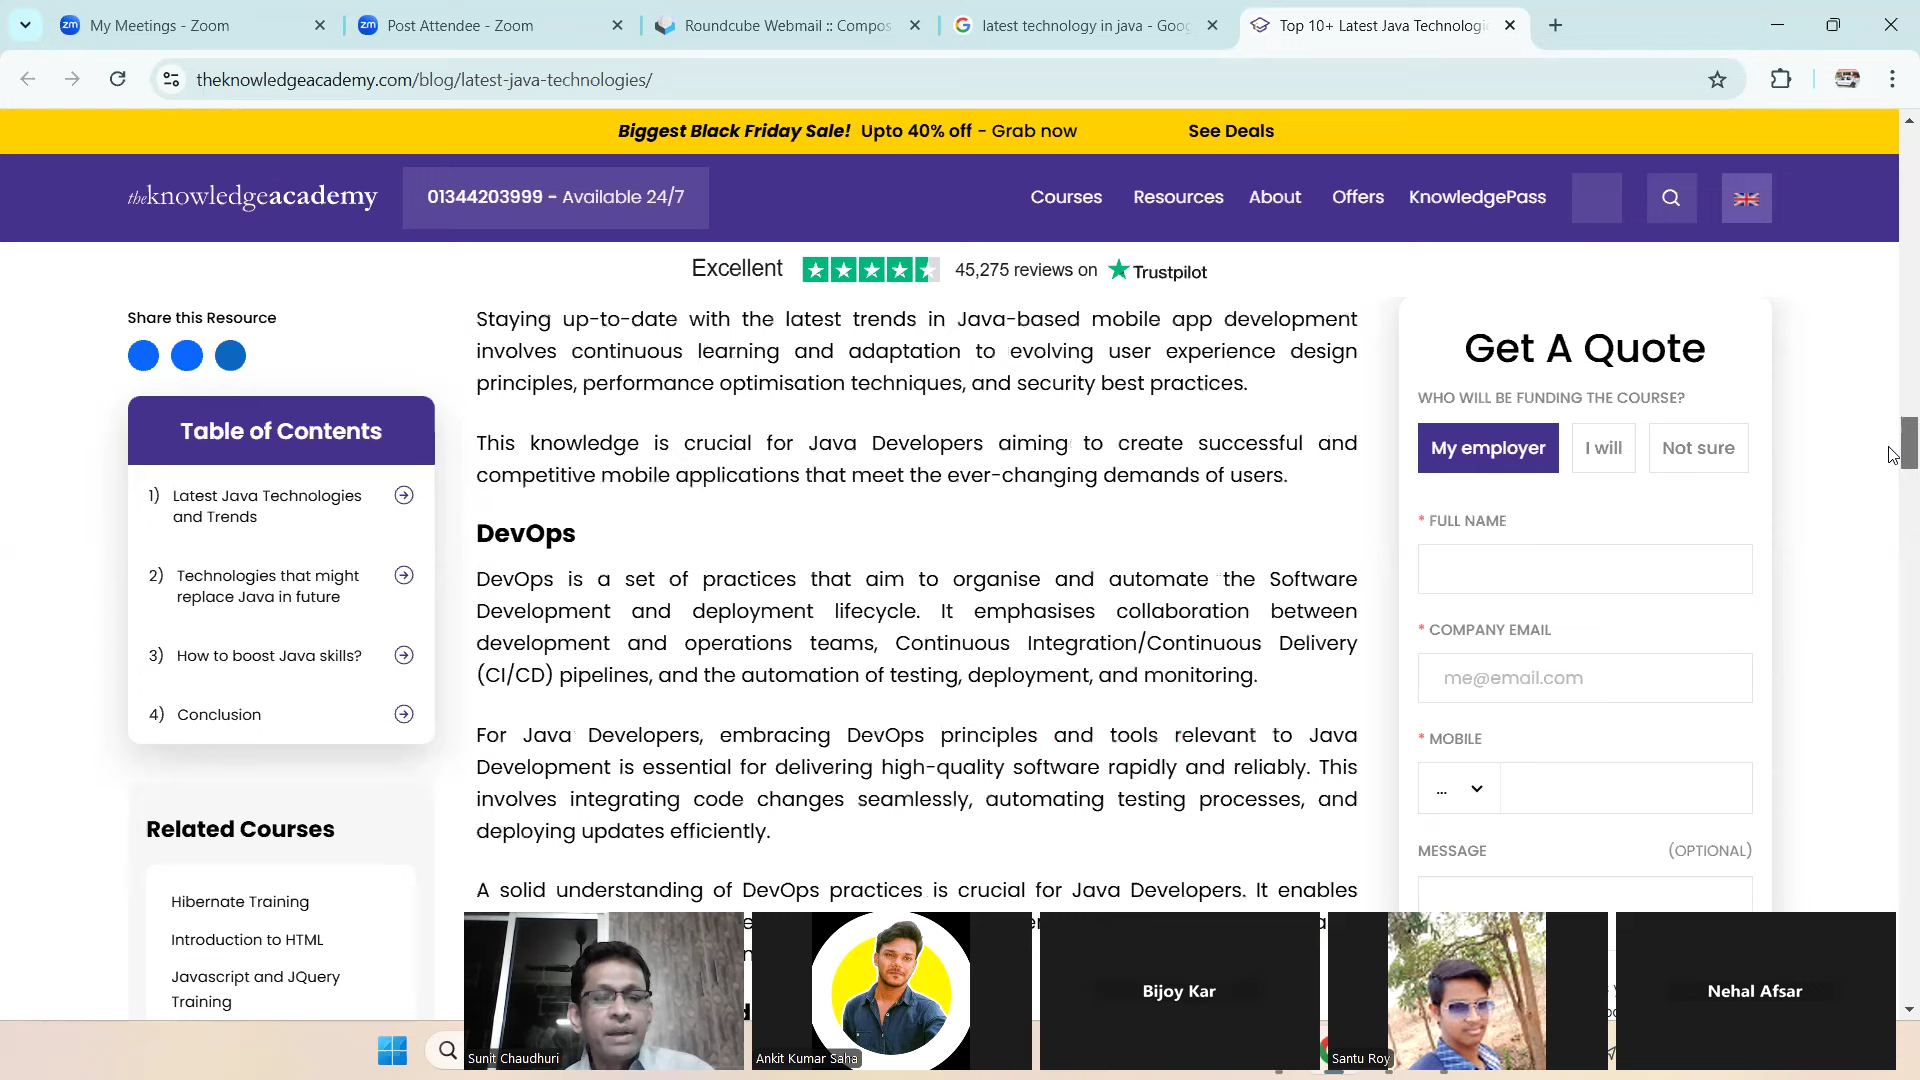 My Meetings - Zoom
Post Attendee - Zoom
Roundcube Webmail :: Compos
latest technology in java - Goog
Top 10+ Latest Java Technologi
theknowledgeacademy.com/blog/latest-java-technologies/
Biggest Black Friday Sale! Upto 40% off - Grab now
See Deals
theknowledgeacademy
01344203999 - Available 24/7
Courses
Resources
About
Offers
KnowledgePass
Excellent
45,275 reviews on
Trustpilot
Share this Resource
Table of Contents
1) Latest Java Technologies
and Trends
2) Technologies that might
replace Java in future
3) How to boost Java skills?
4) Conclusion
Related Courses
Hibernate Training
Introduction to HTML
Javascript and JQuery
Training
Staying up-to-date with the latest trends in Java-based mobile app development
involves continuous learning and adaptation to evolving user experience design
principles, performance optimisation techniques, and security best practices.
This knowledge is crucial for Java Developers aiming to create successful and
competitive mobile applications that meet the ever-changing demands of users.
DevOps
DevOps is a set of practices that aim to organise and automate the Software
Development and deployment lifecycle. It emphasises collaboration between
development and operations teams, Continuous Integration/Continuous Delivery
(CI/CD) pipelines, and the automation of testing, deployment, and monitoring.
For Java Developers, embracing DevOps principles and tools relevant to Java
Development is essential for delivering high-quality software rapidly and reliably. This
involves integrating code changes seamlessly, automating testing processes, and
deploying updates efficiently.
A solid understanding of DevOps practices is crucial for Java Developers. It enables
Get A Quote
WHO WILL BE FUNDING THE COURSE?
My employer
I will
Not sure
* FULL NAME
* COMPANY EMAIL
me@email.com
* MOBILE
...
MESSAGE
(OPTIONAL)
Sunit Chaudhuri
Ankit Kumar Saha
Bijoy Kar
Santu Roy
Nehal Afsar